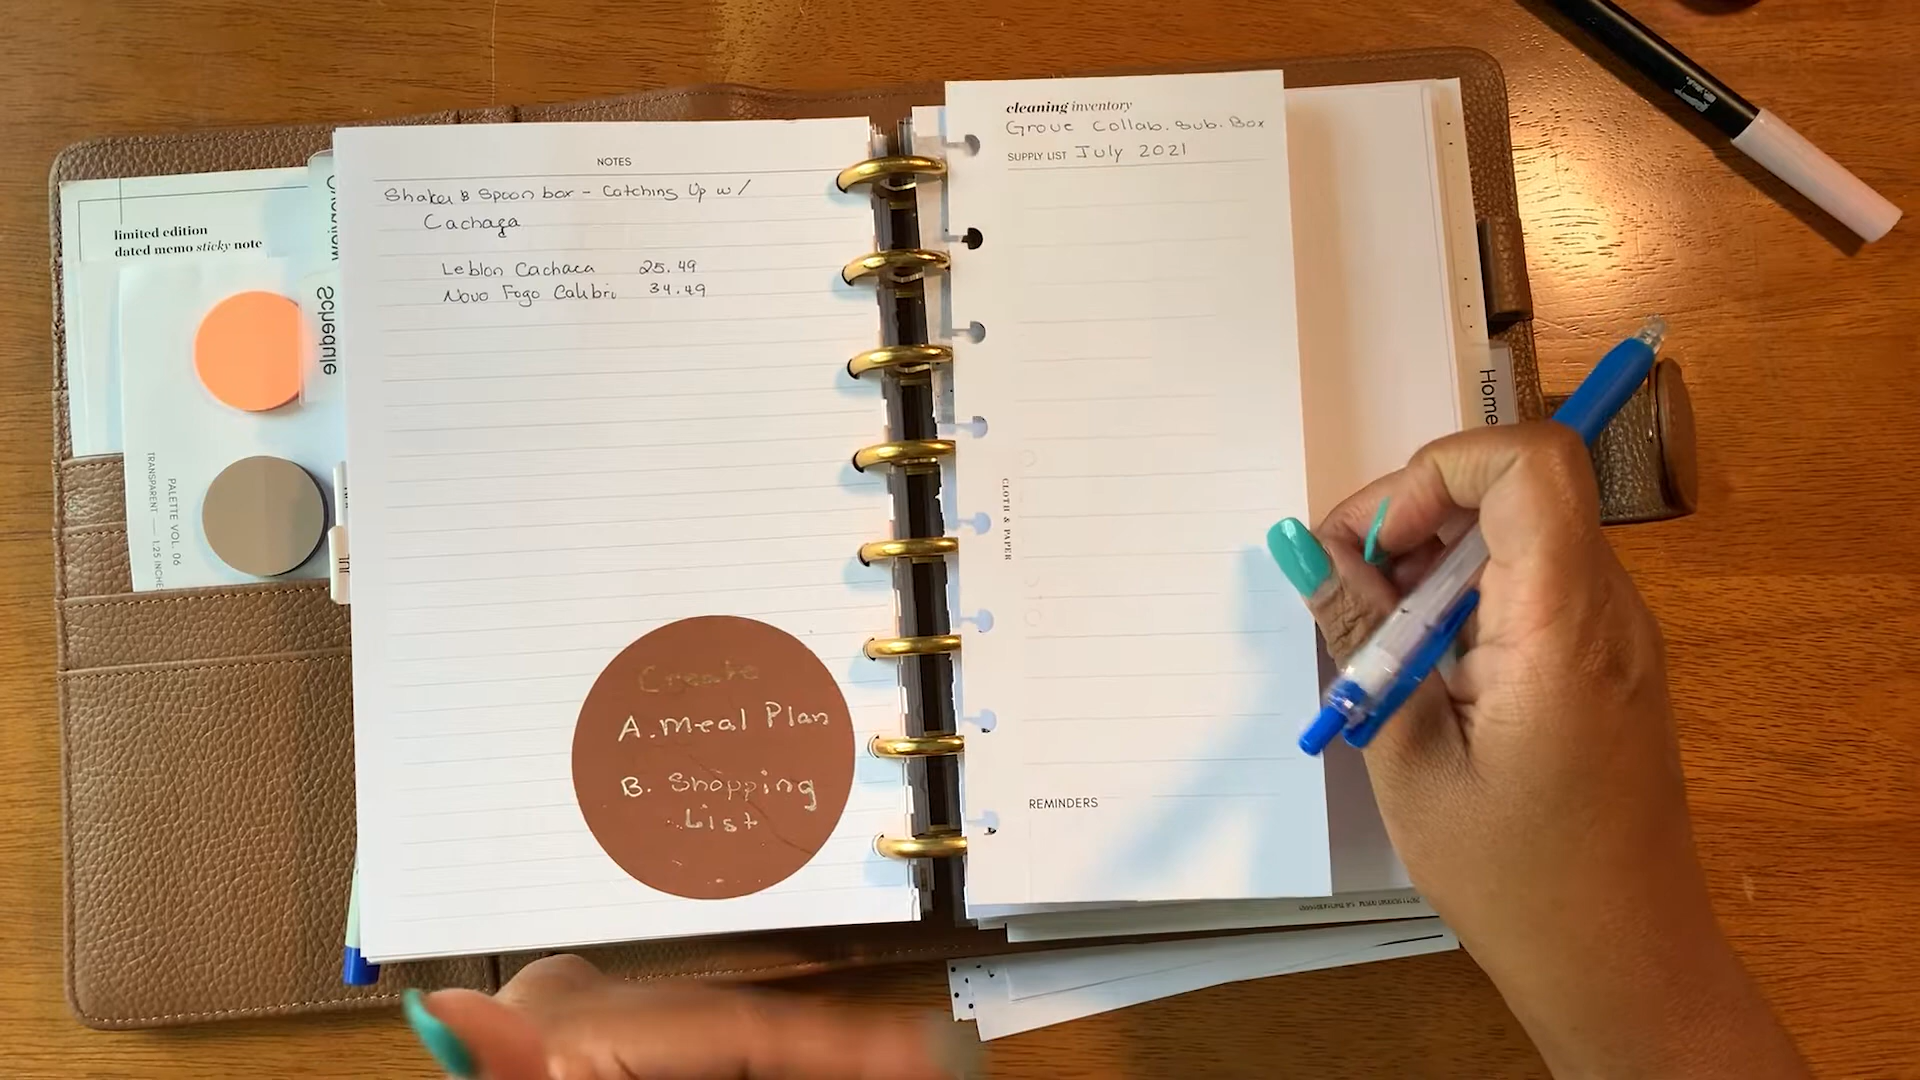 limited edition
dated memo sticky note
PALETTE VOL. 06
TRANSPARENT — 1.25 INCHE
Schedule
NOTES
Shaker & Spoon box - Catching Up w/
Cachaça
Leblon Cachaca 25.49
Novo Fogo Calibri 34.49
Create
A. Meal Plan
B. Shopping
List
cleaning inventory
Grove Collab. Sub. Box
SUPPLY LIST July 2021
CLOTH & PAPER
REMINDERS
Home